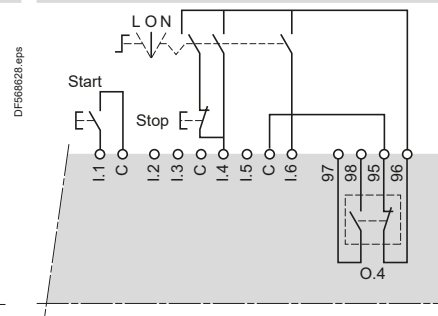 DF568628.eps
L O N
Start
Stop
I.1
C
I.2
I.3
C
I.4
I.5
C
I.6
97
98
95
96
O.4